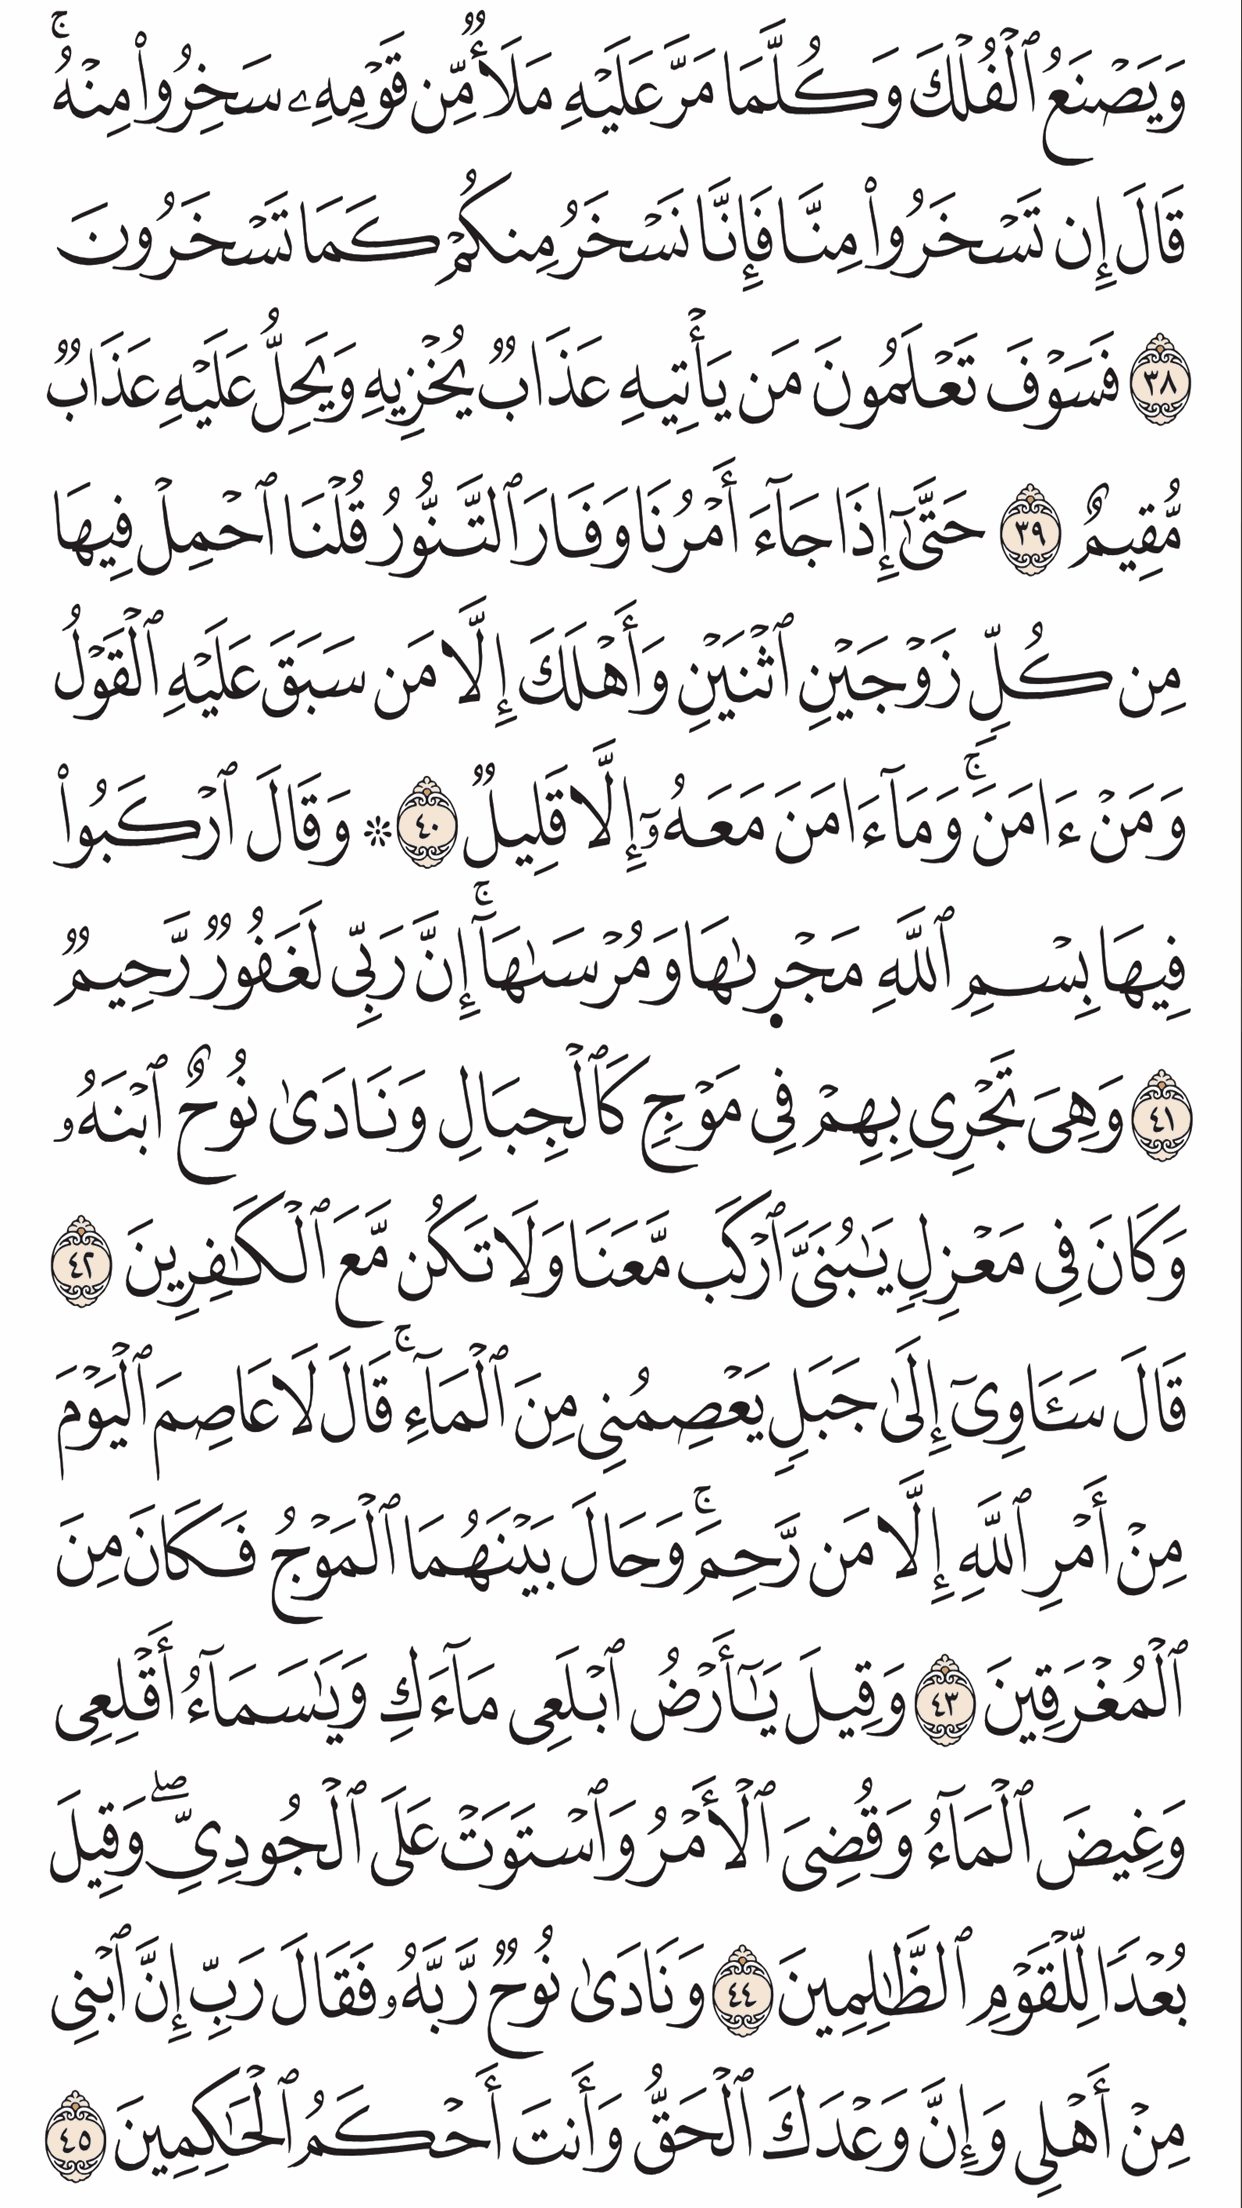 وَيَصۡنَعُ ٱلۡفُلۡكَ وَكُلَّمَا مَرَّ عَلَيۡهِ مَلَأٞ مِّن قَوۡمِهِۦ سَخِرُواْ مِنۡهُۚ
قَالَ إِن تَسۡخَرُواْ مِنَّا فَإِنَّا نَسۡخَرُ مِنكُمۡ كَمَا تَسۡخَرُونَ
٣٨ فَسَوۡفَ تَعۡلَمُونَ مَن يَأۡتِيهِ عَذَابٞ يُخۡزِيهِ وَيَحِلُّ عَلَيۡهِ عَذَابٞ
مُّقِيمٌ ٣٩ حَتَّىٰٓ إِذَا جَآءَ أَمۡرُنَا وَفَارَ ٱلتَّنُّورُ قُلۡنَا ٱحۡمِلۡ فِيهَا
مِن كُلّٖ زَوۡجَيۡنِ ٱثۡنَيۡنِ وَأَهۡلَكَ إِلَّا مَن سَبَقَ عَلَيۡهِ ٱلۡقَوۡلُ
وَمَنۡ ءَامَنَۚ وَمَآ ءَامَنَ مَعَهُۥٓ إِلَّا قَلِيلٞ ٤٠ ۞ وَقَالَ ٱرۡكَبُواْ
فِيهَا بِسۡمِ ٱللَّهِ مَجۡر۪ىٰهَا وَمُرۡسَىٰهَآۚ إِنَّ رَبِّي لَغَفُورٞ رَّحِيمٞ
٤١ وَهِيَ تَجۡرِي بِهِمۡ فِي مَوۡجٖ كَٱلۡجِبَالِ وَنَادَىٰ نُوحٌ ٱبۡنَهُۥ
وَكَانَ فِي مَعۡزِلٖ يَٰبُنَيَّ ٱرۡكَب مَّعَنَا وَلَا تَكُن مَّعَ ٱلۡكَٰفِرِينَ ٤٢
قَالَ سَـَٔاوِيٓ إِلَىٰ جَبَلٖ يَعۡصِمُنِي مِنَ ٱلۡمَآءِۚ قَالَ لَا عَاصِمَ ٱلۡيَوۡمَ
مِنۡ أَمۡرِ ٱللَّهِ إِلَّا مَن رَّحِمَۚ وَحَالَ بَيۡنَهُمَا ٱلۡمَوۡجُ فَكَانَ مِنَ
ٱلۡمُغۡرَقِينَ ٤٣ وَقِيلَ يَٰٓأَرۡضُ ٱبۡلَعِي مَآءَكِ وَيَٰسَمَآءُ أَقۡلِعِي
وَغِيضَ ٱلۡمَآءُ وَقُضِيَ ٱلۡأَمۡرُ وَٱسۡتَوَتۡ عَلَى ٱلۡجُودِيِّۖ وَقِيلَ
بُعۡدٗا لِّلۡقَوۡمِ ٱلظَّٰلِمِينَ ٤٤ وَنَادَىٰ نُوحٞ رَّبَّهُۥ فَقَالَ رَبِّ إِنَّ ٱبۡنِي
مِنۡ أَهۡلِي وَإِنَّ وَعۡدَكَ ٱلۡحَقُّ وَأَنتَ أَحۡكَمُ ٱلۡحَٰكِمِينَ ٤٥